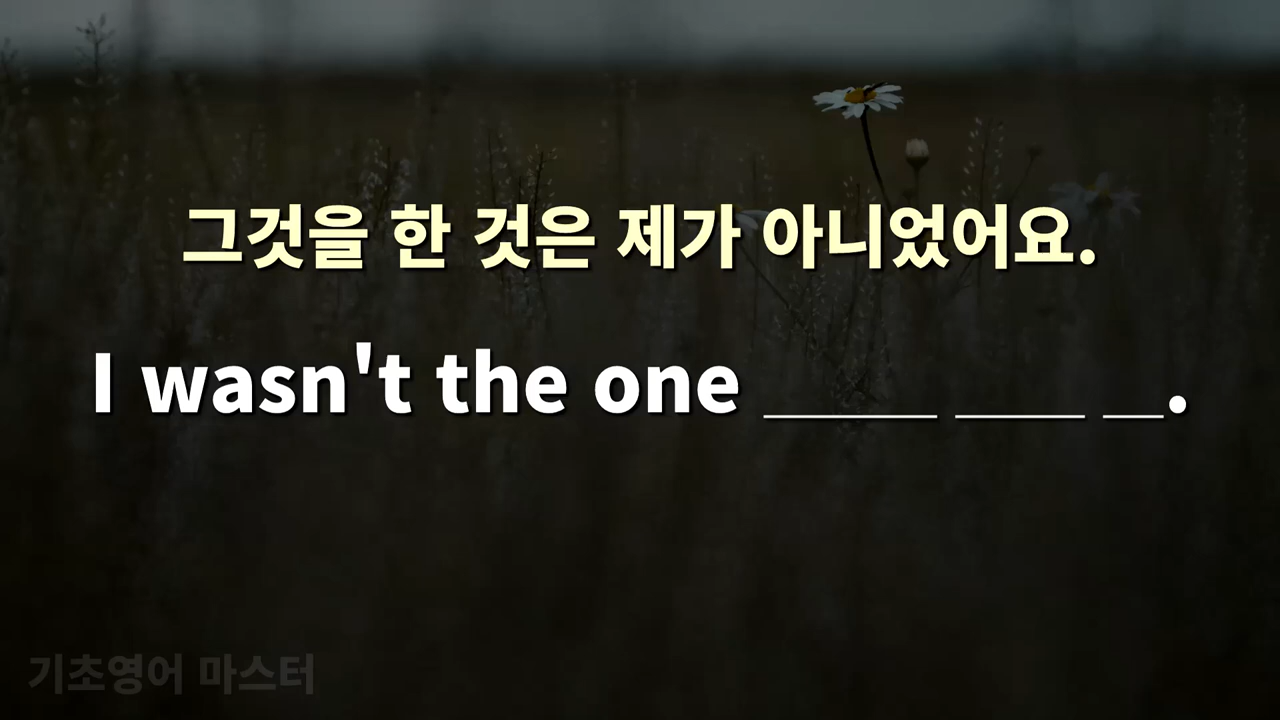 그것을 한 것은 제가 아니었어요.
I wasn't the one ____ ___ __.
기초영어 마스터